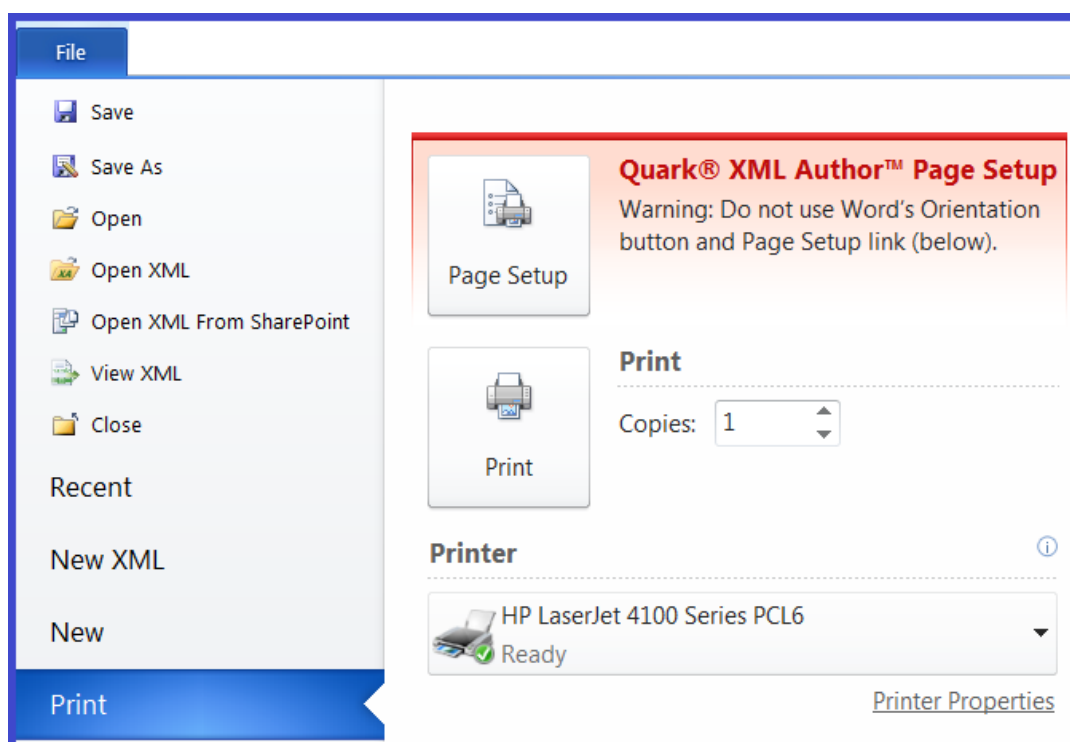 File
Save
Save As
Open
Open XML
Open XML From SharePoint
View XML
Close
Recent
New XML
New
Print
Quark® XML Author™ Page Setup
Warning: Do not use Word's Orientation
button and Page Setup link (below).
Page Setup
Print
Copies: 1
Print
Printer
HP LaserJet 4100 Series PCL6
Ready
Printer Properties